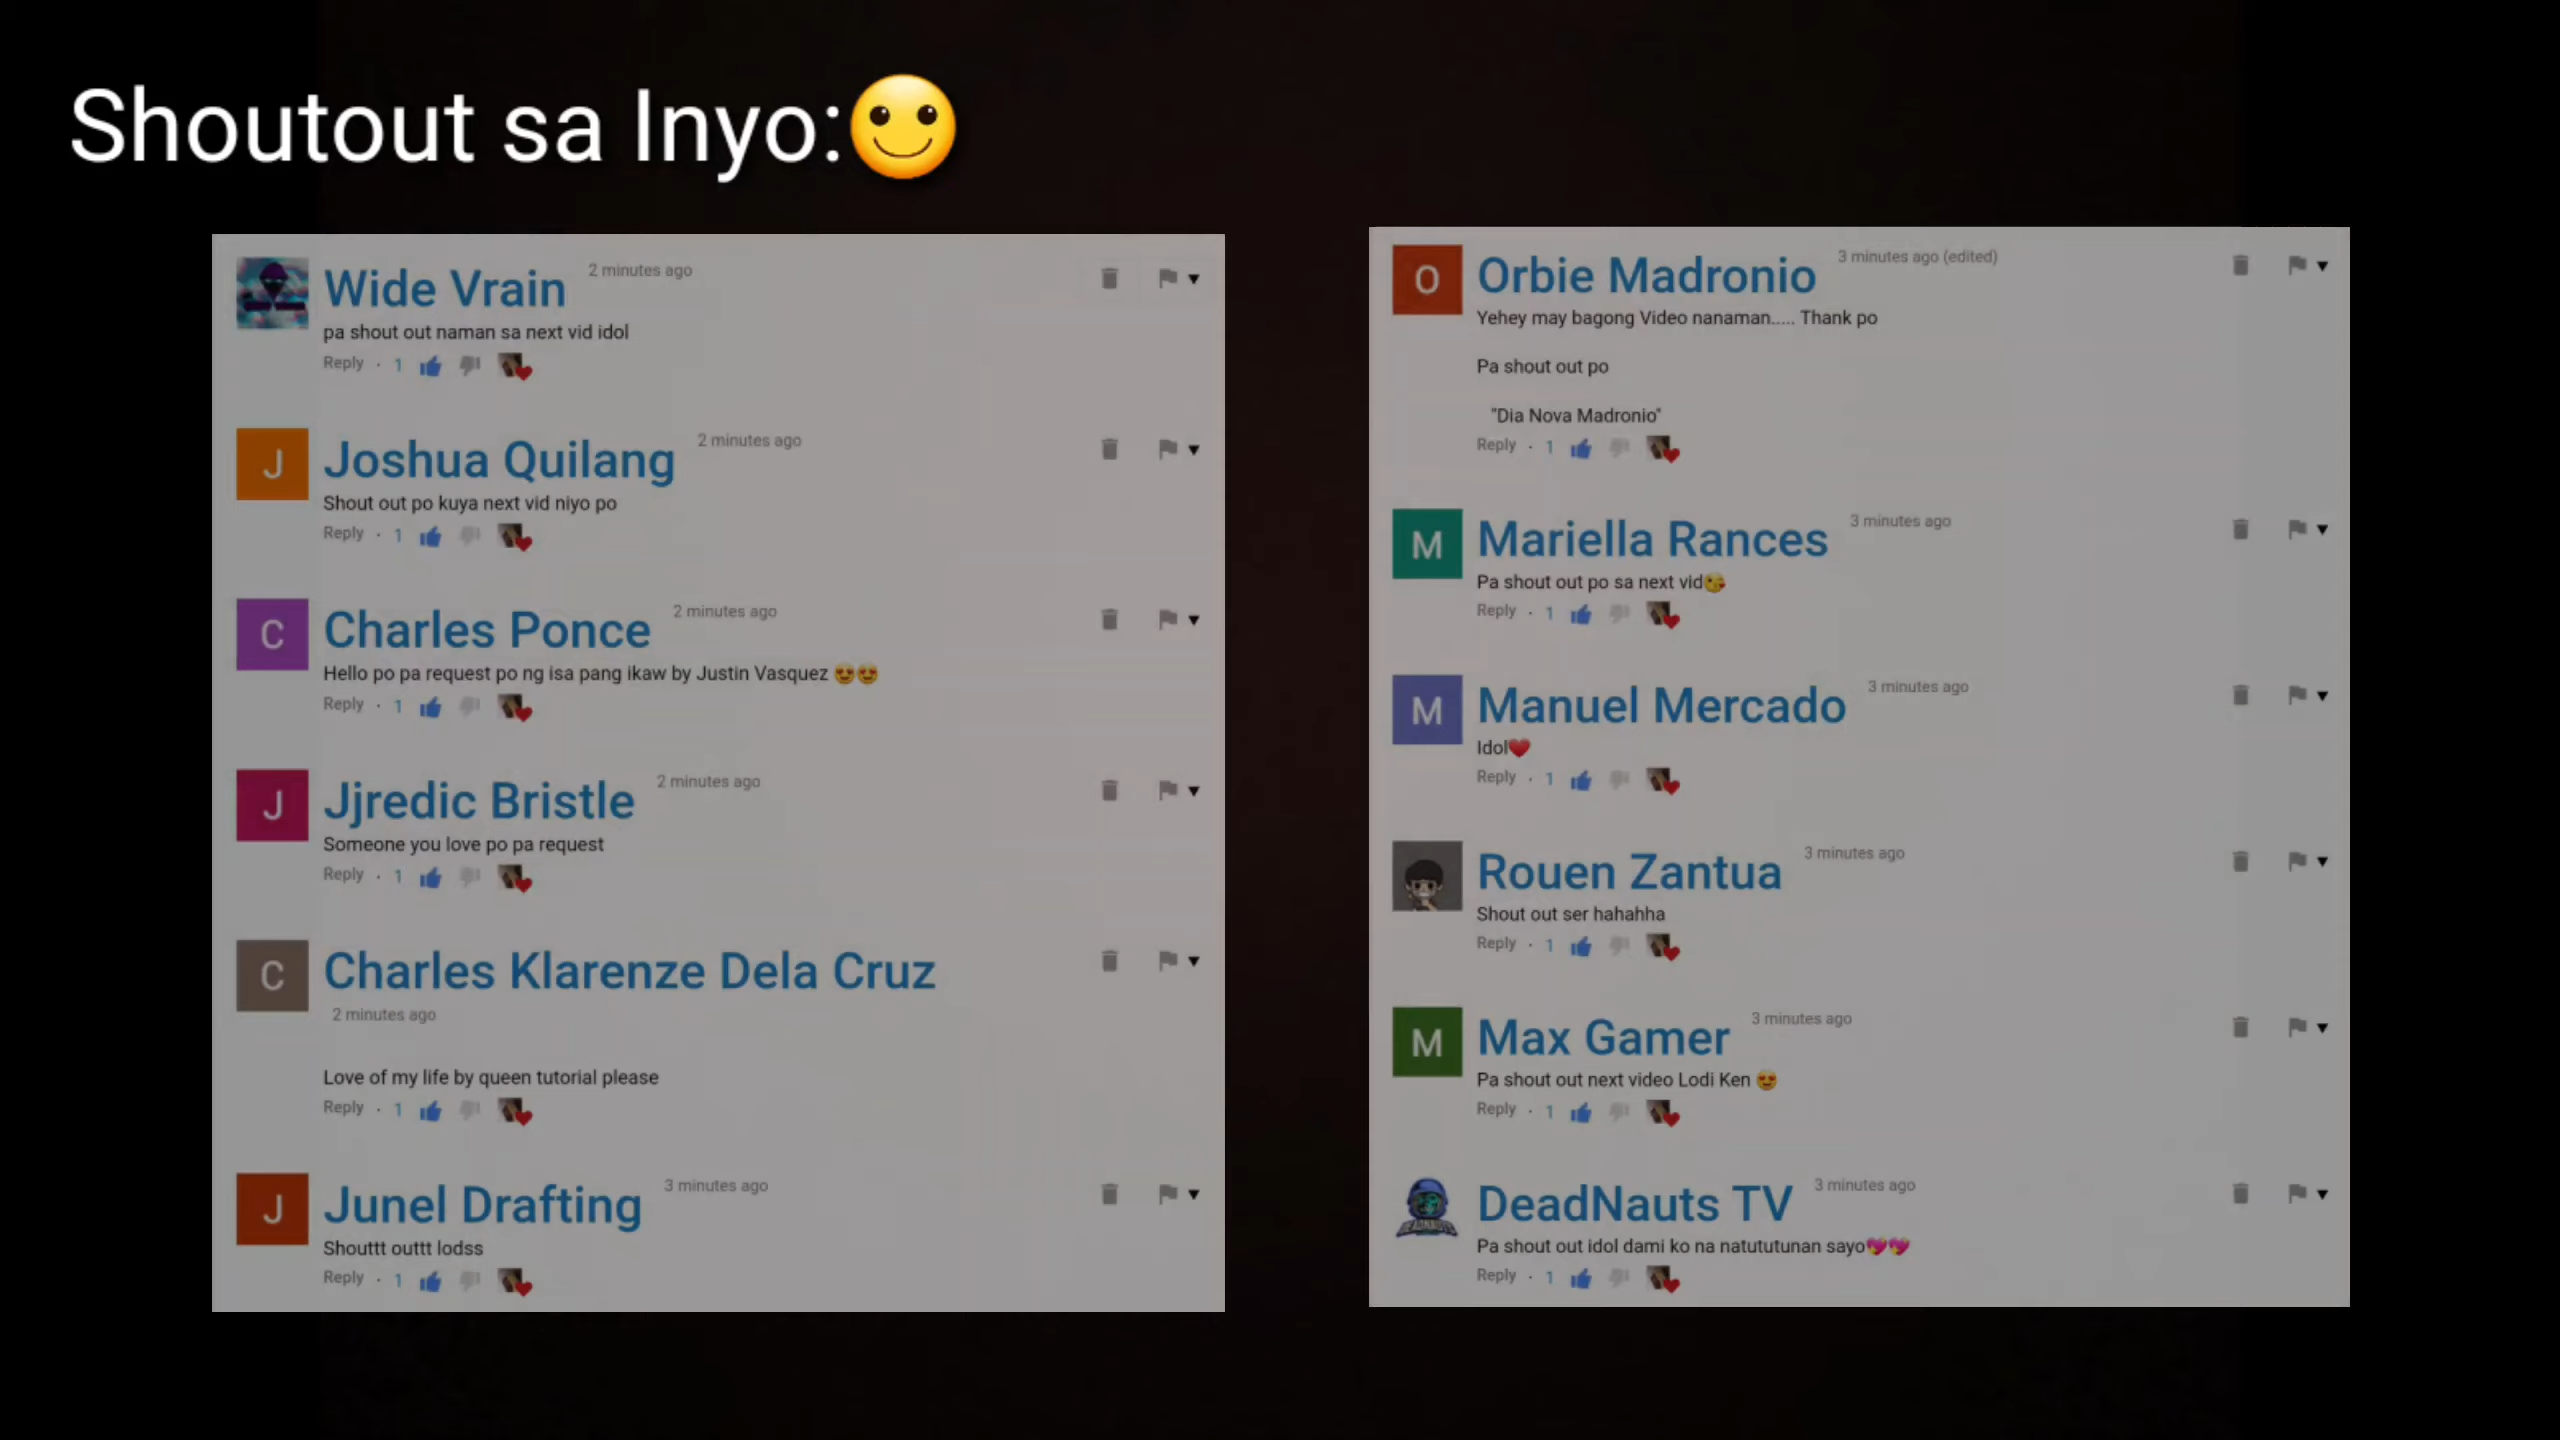 Shoutout sa Inyo:🙂
Wide Vrain 2 minutes ago
pa shout out naman sa next vid idol
Reply · 1
J Joshua Quilang 2 minutes ago
Shout out po kuya next vid niyo po
Reply · 1
C Charles Ponce 2 minutes ago
Hello po pa request po ng isa pang ikaw by Justin Vasquez 😍😍
Reply · 1
J Jjredic Bristle 2 minutes ago
Someone you love po pa request
Reply · 1
C Charles Klarenze Dela Cruz
2 minutes ago
Love of my life by queen tutorial please
Reply · 1
J Junel Drafting 3 minutes ago
Shouttt outtt lodss
Reply · 1
O Orbie Madronio 3 minutes ago (edited)
Yehey may bagong Video nanaman..... Thank po
Pa shout out po
"Dia Nova Madronio"
Reply · 1
M Mariella Rances 3 minutes ago
Pa shout out po sa next vid😘
Reply · 1
M Manuel Mercado 3 minutes ago
Idol❤️
Reply · 1
Rouen Zantua 3 minutes ago
Shout out ser hahahha
Reply · 1
M Max Gamer 3 minutes ago
Pa shout out next video Lodi Ken 😍
Reply · 1
DeadNauts TV 3 minutes ago
Pa shout out idol dami ko na natututunan sayo💖💖
Reply · 1